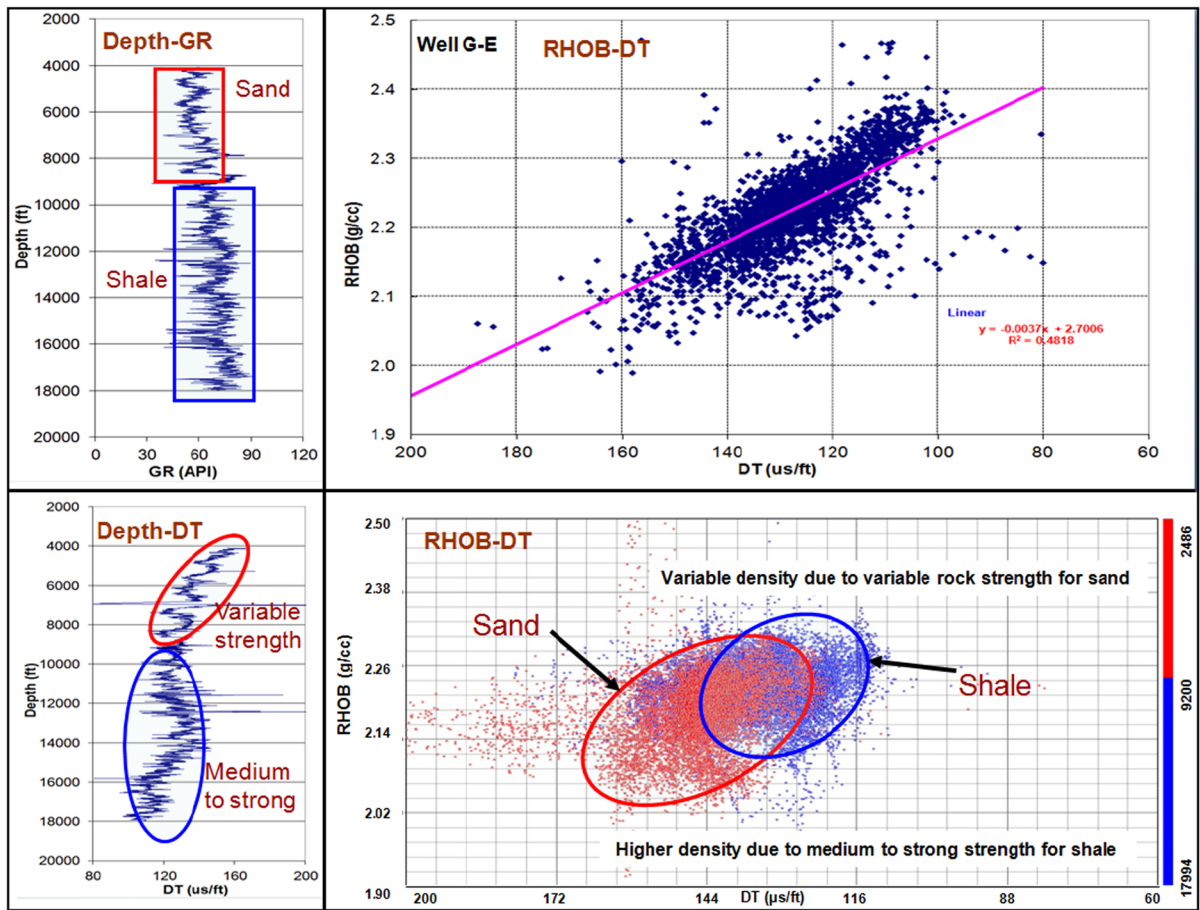 Depth-GR
Sand
Shale
2000
4000
6000
8000
10000
12000
14000
16000
18000
20000
Depth (ft)
0 30 60 90 120
GR (API)
Well G-E
RHOB-DT
2.5
2.4
2.3
2.2
2.1
2.0
1.9
RHOB (g/cc)
Linear
y = -0.0037x + 2.7006
R² = 0.4818
200 180 160 140 120 100 80 60
DT (us/ft)
Depth-DT
Variable
strength
Medium
to strong
2000
4000
6000
8000
10000
12000
14000
16000
18000
20000
Depth (ft)
80 120 160 200
DT (us/ft)
RHOB-DT
Variable density due to variable rock strength for sand
Sand
Shale
Higher density due to medium to strong strength for shale
2.50
2.38
2.26
2.14
2.02
1.90
RHOB (g/cc)
200 172 144 116 88 60
DT (µs/ft)
2486
9200
17994